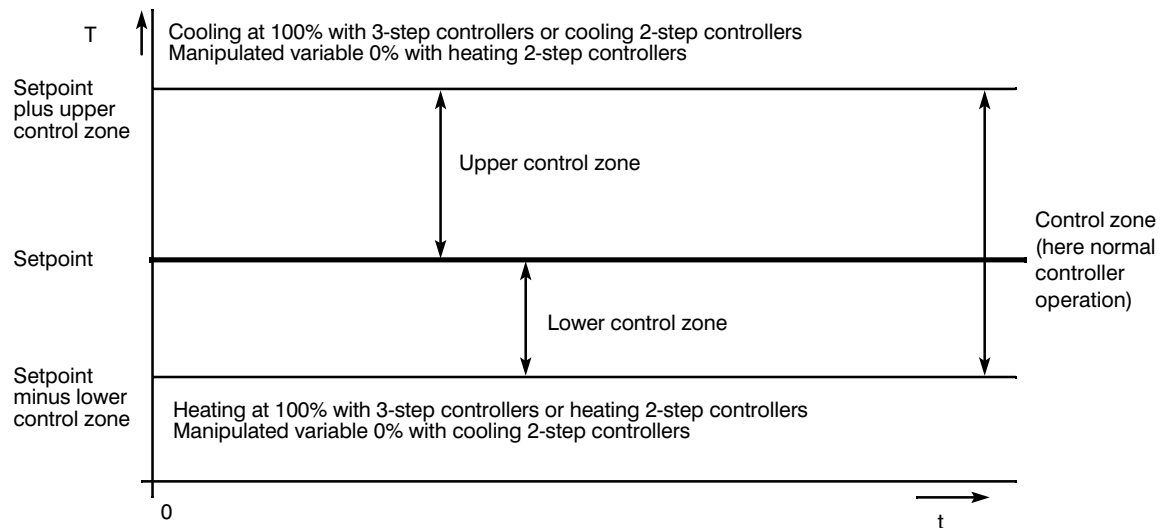 T
Cooling at 100% with 3-step controllers or cooling 2-step controllers
Manipulated variable 0% with heating 2-step controllers
Setpoint
plus upper
control zone
Upper control zone
Control zone
(here normal
controller
operation)
Setpoint
Lower control zone
Setpoint
minus lower
control zone
Heating at 100% with 3-step controllers or heating 2-step controllers
Manipulated variable 0% with cooling 2-step controllers
0
t